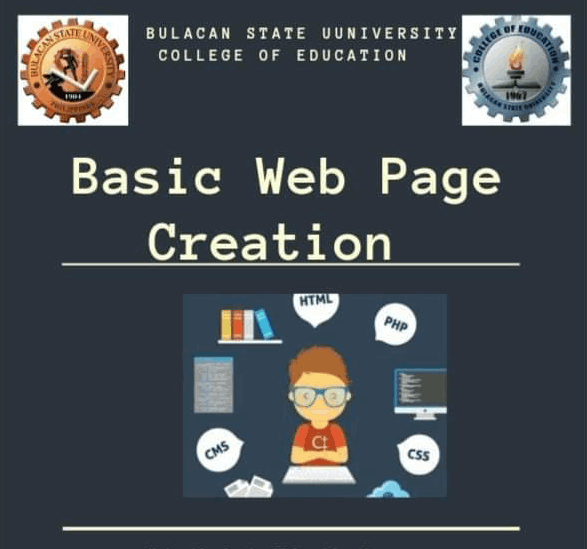 BULACAN STATE UUNIVERSITY
COLLEGE OF EDUCATION
BULACAN STATE UNIVERSITY
1904
PHILIPPINES
COLLEGE OF EDUCATION
1967
BULACAN STATE UNIVERSITY
Basic Web Page
Creation
HTML
PHP
CMS
CSS